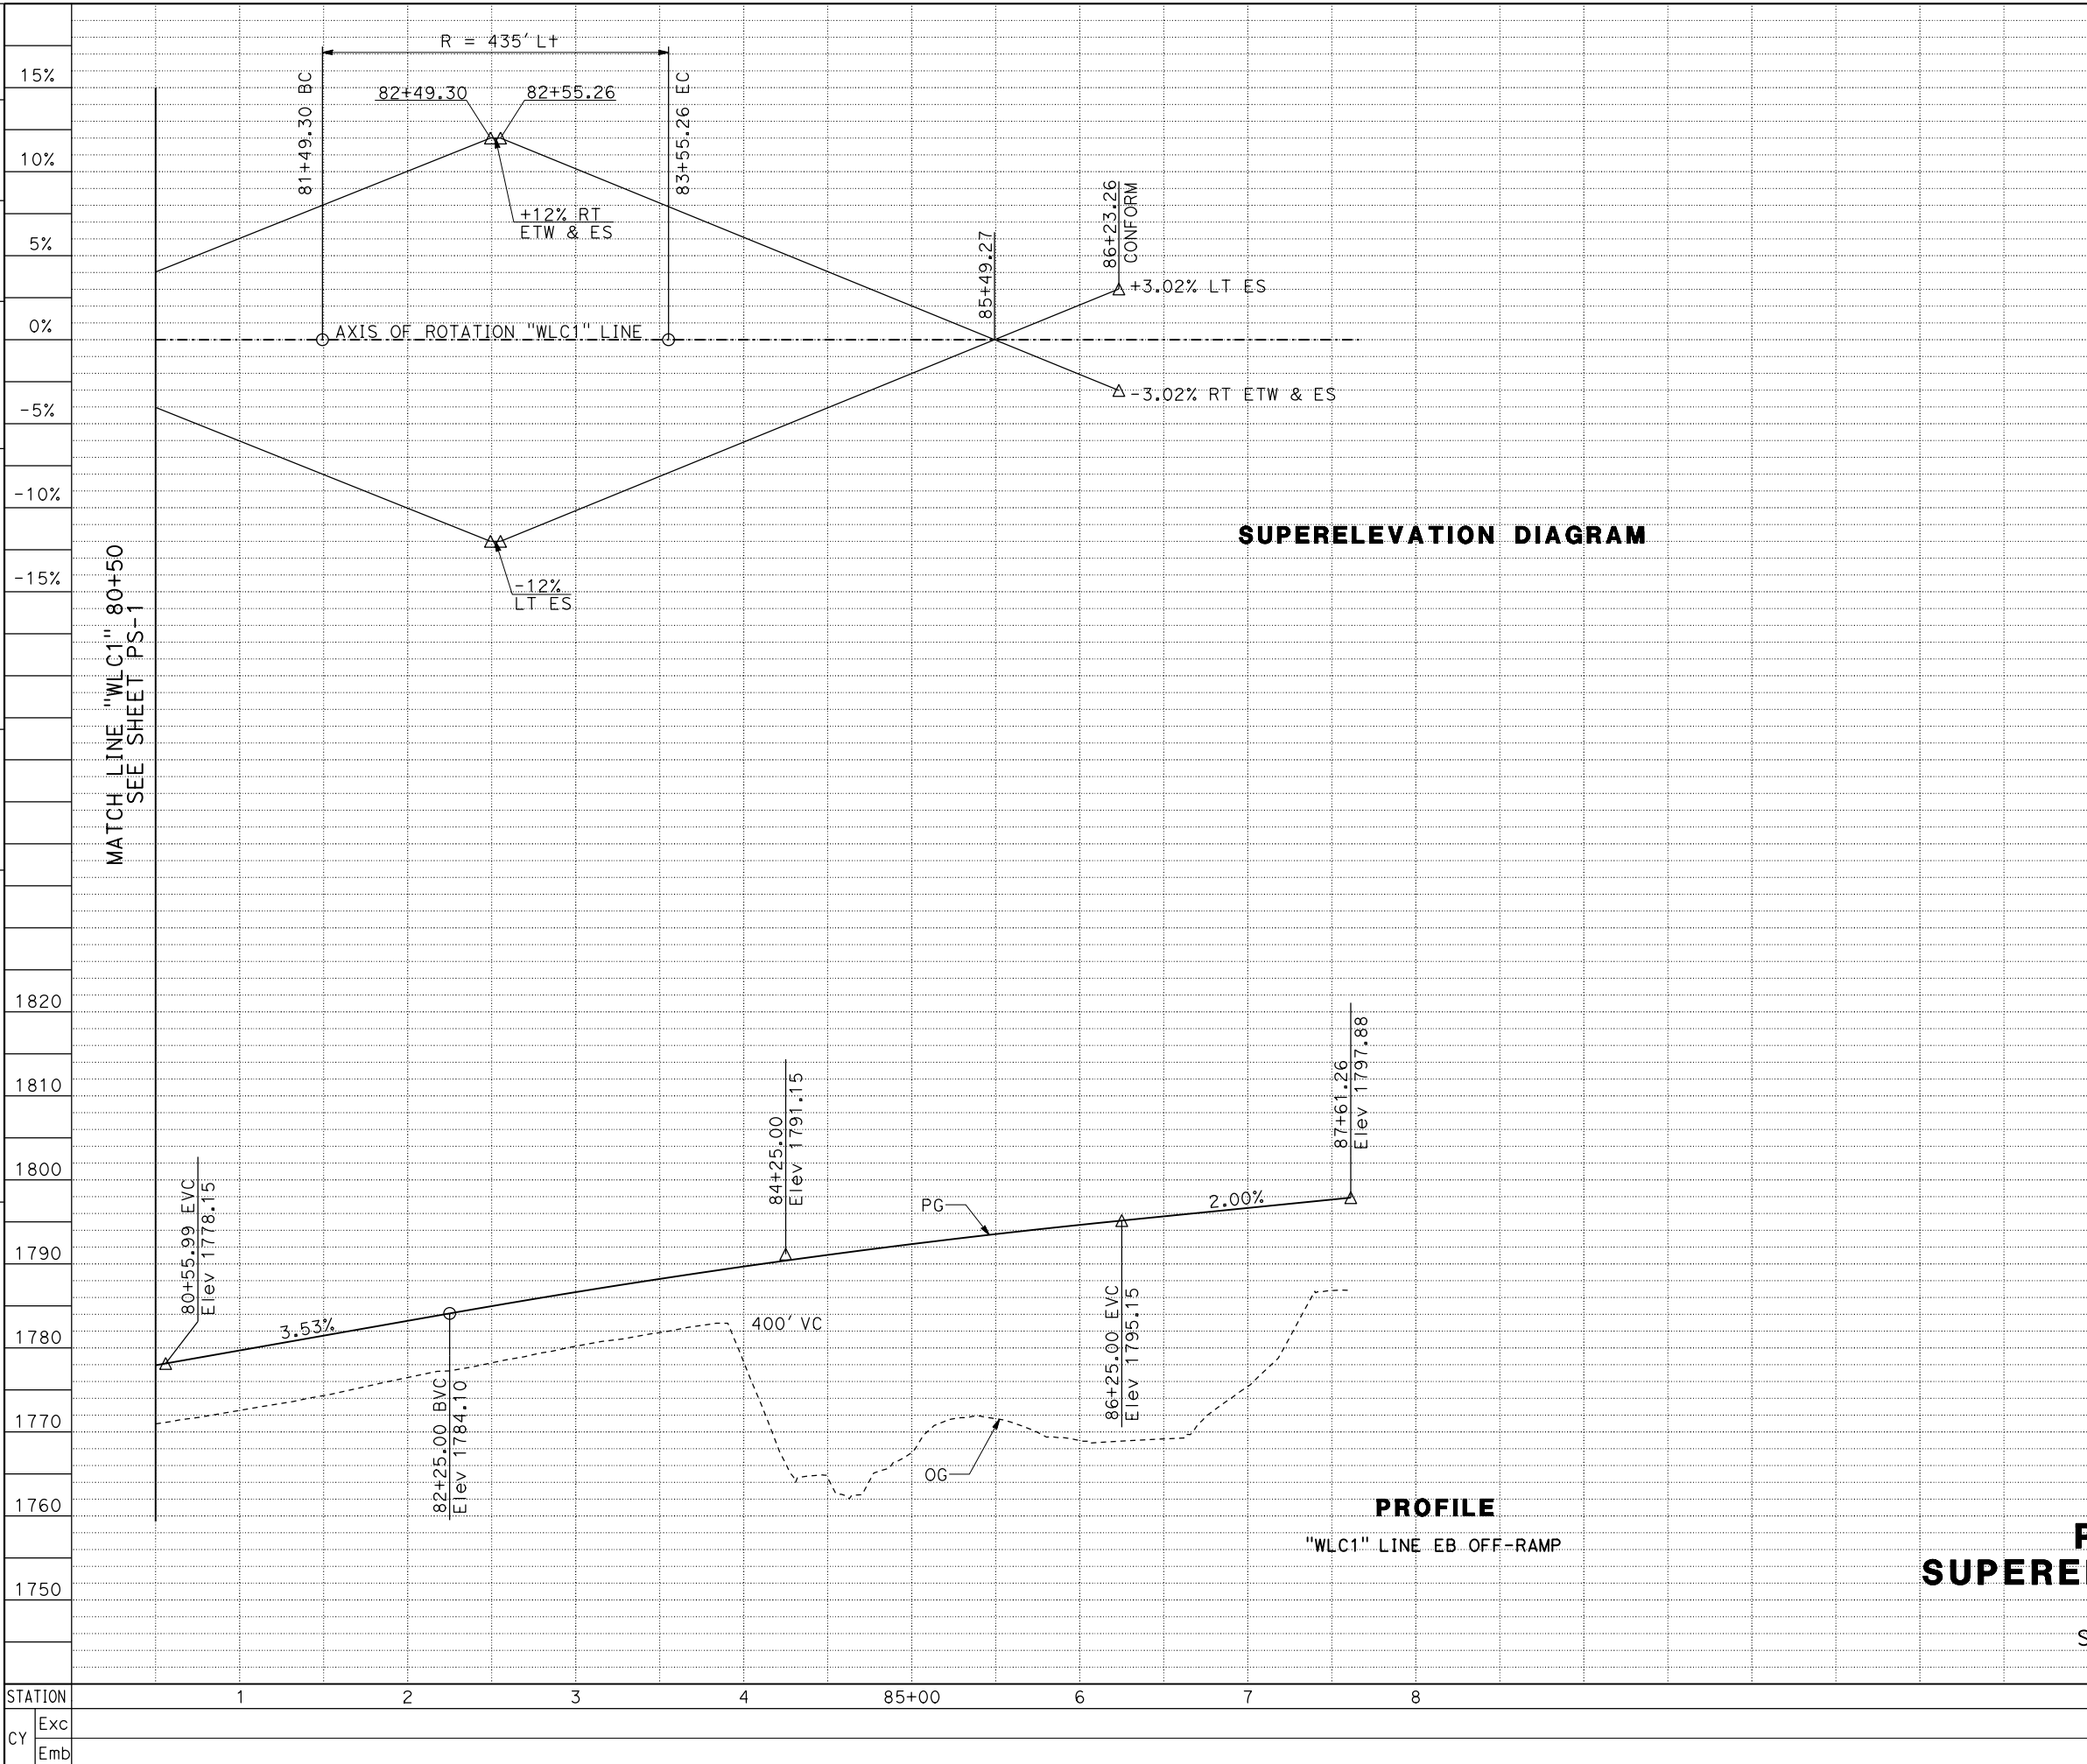 R = 435' Lt
15%
10%
5%
0%
-5%
-10%
-15%
81+49.30 BC
82+49.30
82+55.26
83+55.26 EC
+12% RT
ETW & ES
85+49.27
86+23.26
CONFORM
+3.02% LT ES
AXIS OF ROTATION "WLC1" LINE
-3.02% RT ETW & ES
-12%
LT ES
SUPERELEVATION DIAGRAM
MATCH LINE "WLC1" 80+50
SEE SHEET PS-1
1820
1810
1800
1790
1780
1770
1760
1750
80+55.99 EVC
Elev 1778.15
3.53%
82+25.00 BVC
Elev 1784.10
84+25.00
Elev 1791.15
400' VC
PG
OG
86+25.00 EVC
Elev 1795.15
2.00%
87+61.26
Elev 1797.88
PROFILE
"WLC1" LINE EB OFF-RAMP
P
SUPERE
S
STATION 1 2 3 4 85+00 6 7 8
CY
Exc
Emb